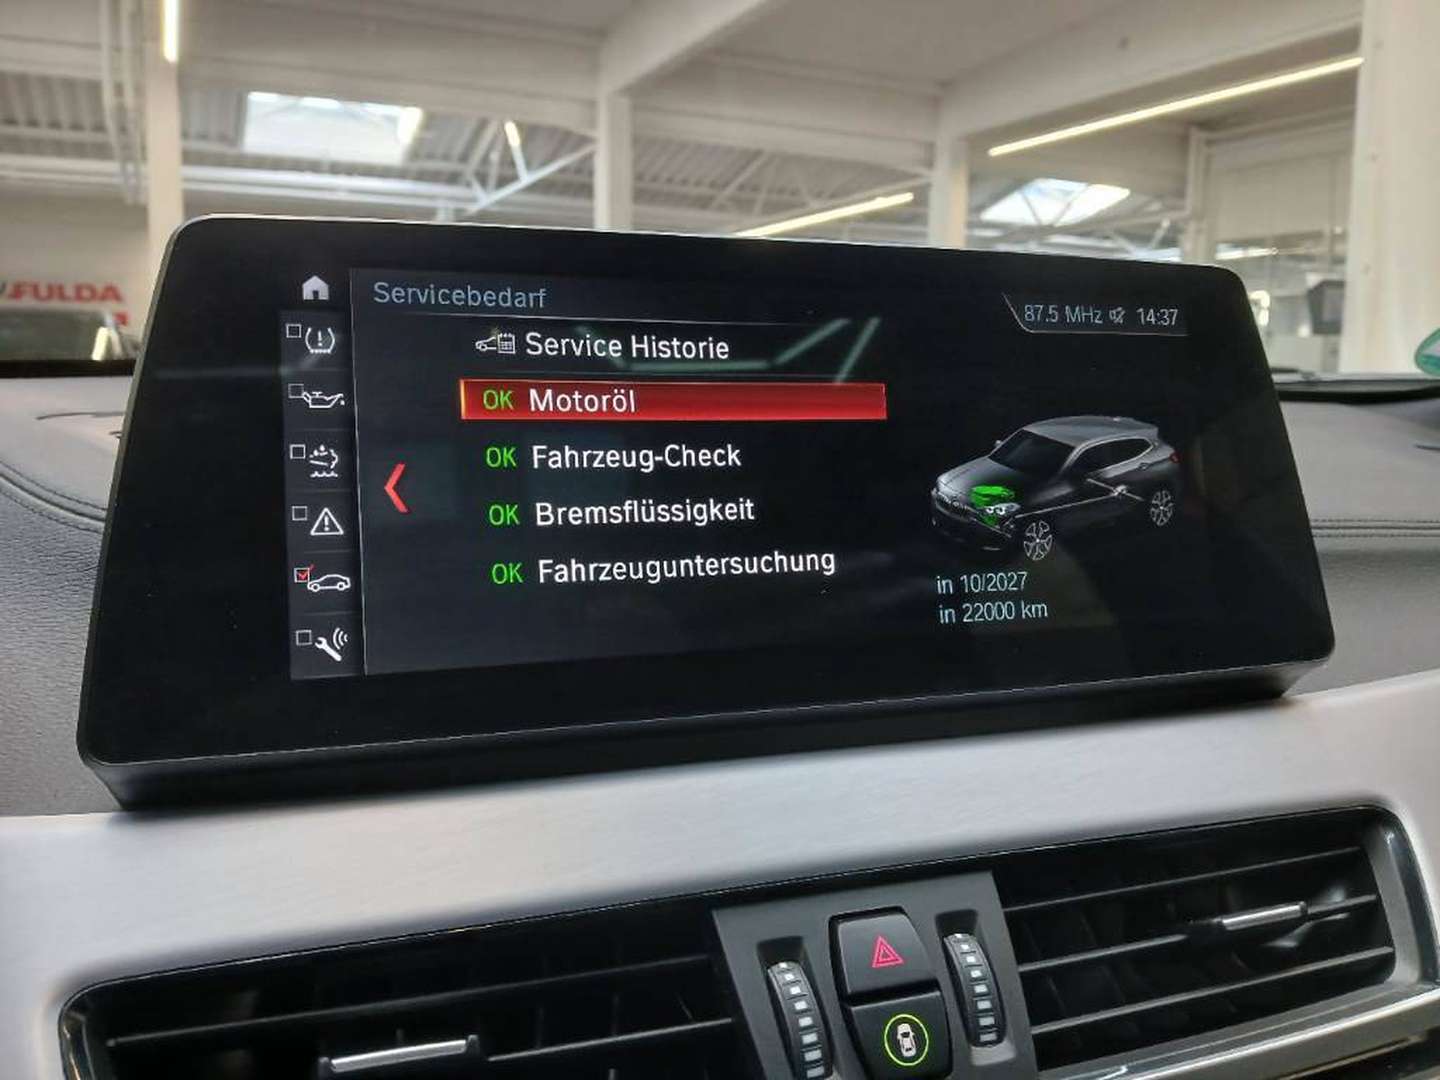 FULDA
Servicebedarf
87.5 MHz 14:37
Service Historie
OK Motoröl
OK Fahrzeug-Check
OK Bremsflüssigkeit
OK Fahrzeuguntersuchung
in 10/2027
in 22000 km